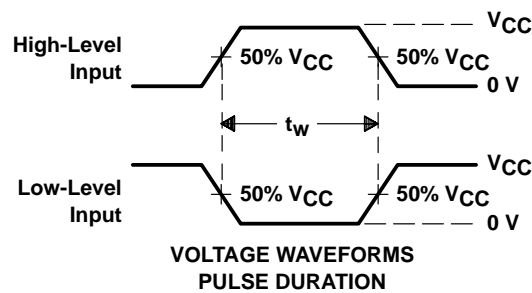 High-Level
Input
50% VCC
50% VCC
VCC
0 V
tw
Low-Level
Input
50% VCC
50% VCC
VCC
0 V
VOLTAGE WAVEFORMS
PULSE DURATION